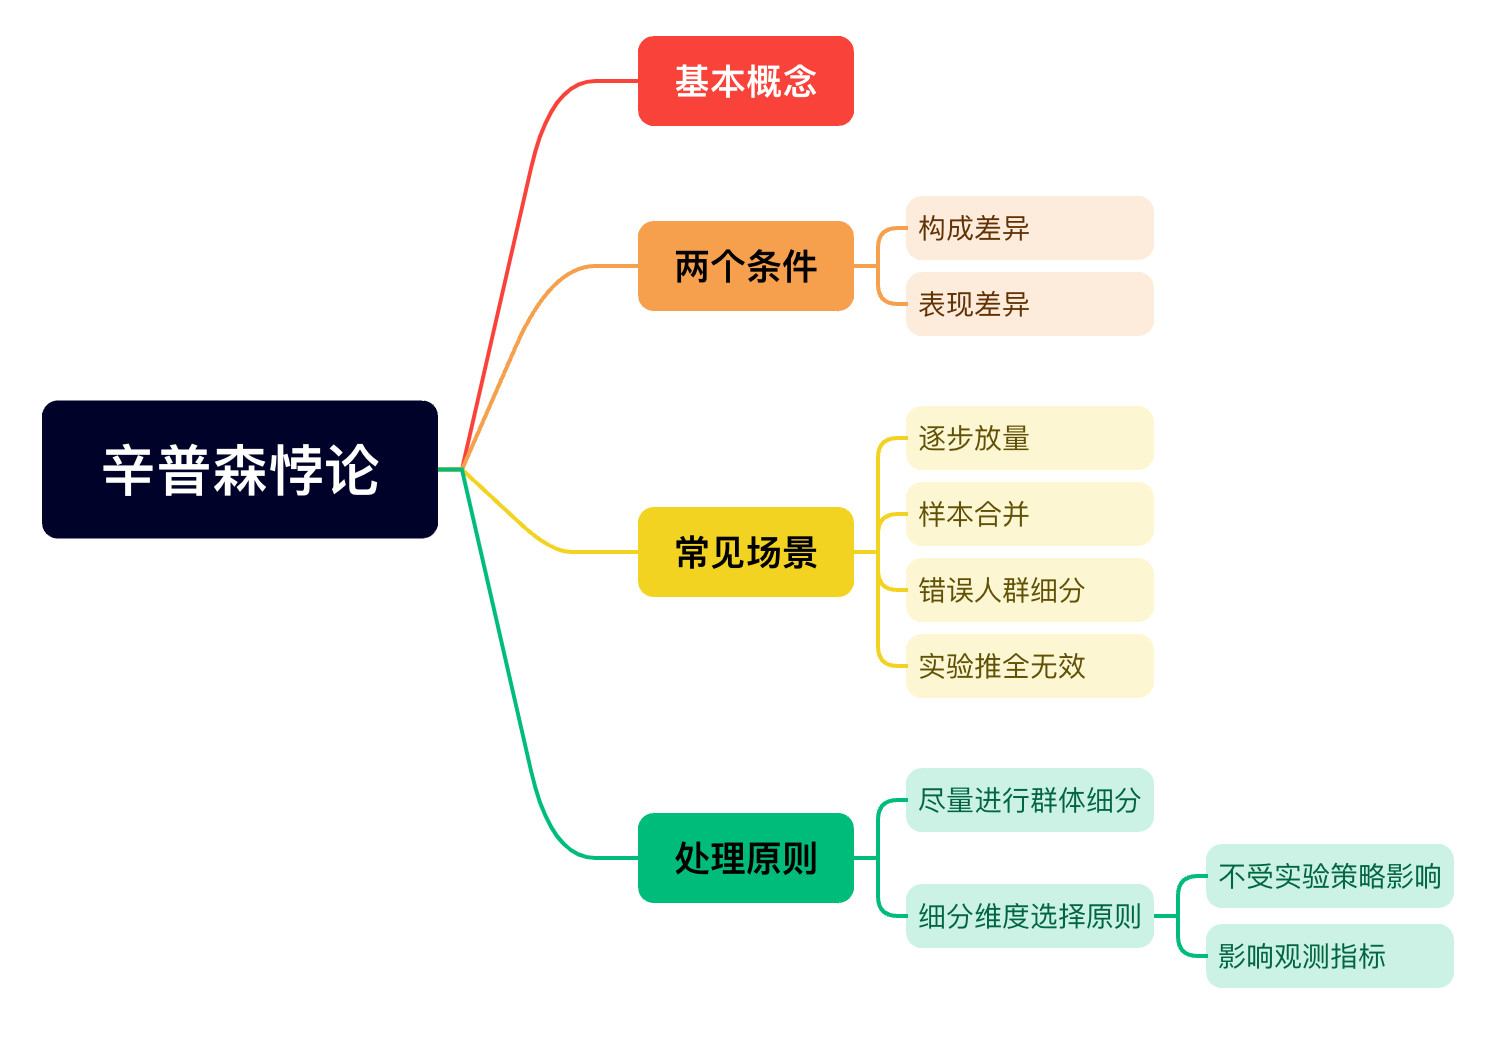 辛普森悖论
基本概念
两个条件
构成差异
表现差异
常见场景
逐步放量
样本合并
错误人群细分
实验推全无效
处理原则
尽量进行群体细分
细分维度选择原则
不受实验策略影响
影响观测指标